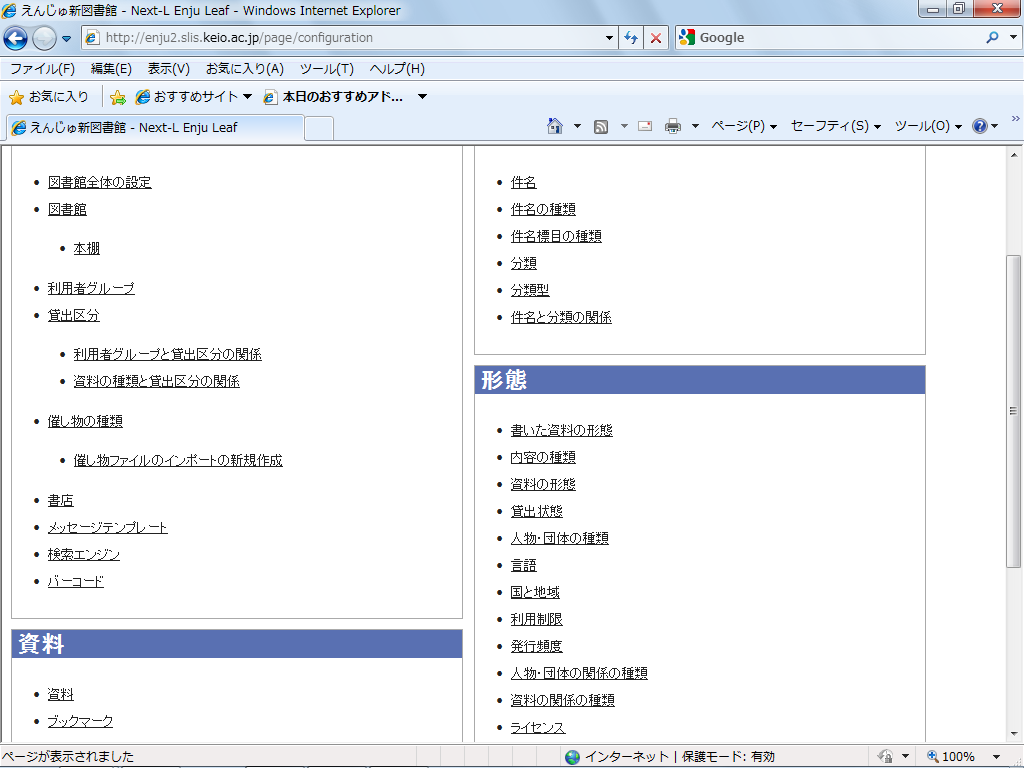 えんじゅ新図書館 - Next-L Enju Leaf - Windows Internet Explorer
http://enju2.slis.keio.ac.jp/page/configuration
Google
ファイル(F) 編集(E) 表示(V) お気に入り(A) ツール(T) ヘルプ(H)
お気に入り おすすめサイト 本日のおすすめアド...
えんじゅ新図書館 - Next-L Enju Leaf
ページ(P) セーフティ(S) ツール(O)
図書館全体の設定
図書館
本棚
利用者グループ
貸出区分
利用者グループと貸出区分の関係
資料の種類と貸出区分の関係
催し物の種類
催し物ファイルのインポートの新規作成
書店
メッセージテンプレート
検索エンジン
バーコード
資料
資料
ブックマーク
件名
件名の種類
件名標目の種類
分類
分類型
件名と分類の関係
形態
書いた資料の形態
内容の種類
資料の形態
貸出状態
人物・団体の種類
言語
国と地域
利用制限
発行頻度
人物・団体の関係の種類
資料の関係の種類
ライセンス
ページが表示されました
インターネット | 保護モード: 有効
100%